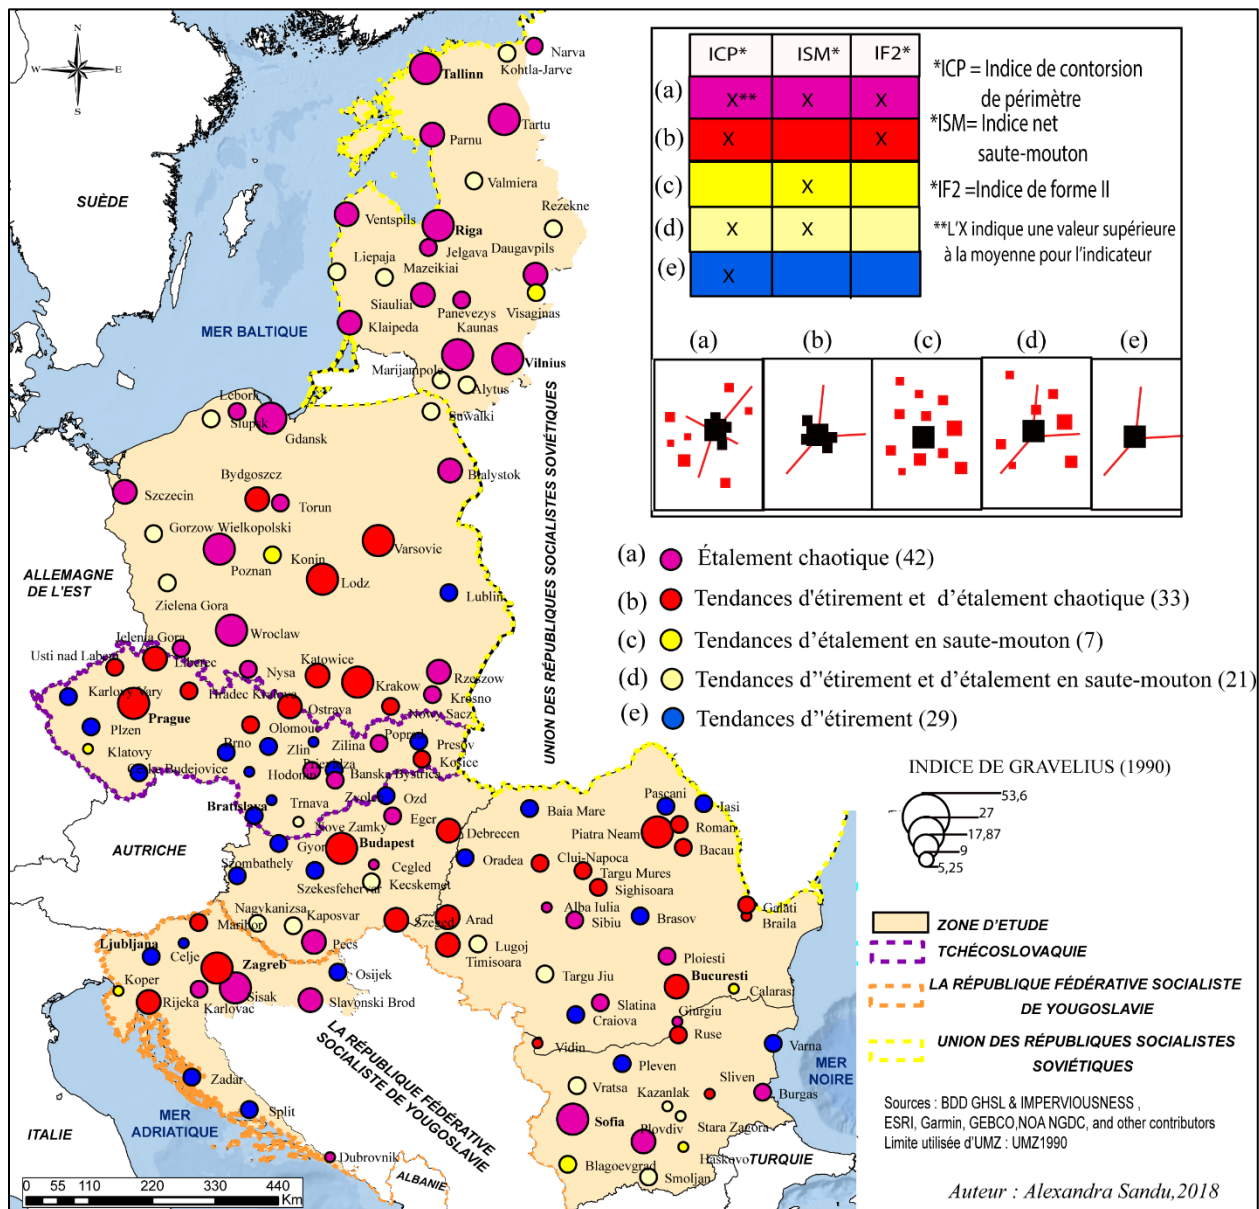 N
W
E
S
SUÈDE
MER BALTIQUE
ALLEMAGNE
DE L'EST
AUTRICHE
ITALIE
MER
ADRIATIQUE
ALBANIE
TURQUIE
MER
NOIRE
UNION DES RÉPUBLIQUES SOCIALISTES SOVIÉTIQUES
LA RÉPUBLIQUE FÉDÉRATIVE
SOCIALISTE DE YOUGOSLAVIE
Narva
Kohtla-Jarve
Tallinn
Tartu
Parnu
Valmiera
Rezekne
Ventspils
Riga
Jelgava
Daugavpils
Liepaja
Mazeikiai
Siauliai
Panevezys
Visaginas
Klaipeda
Kaunas
Vilnius
Marijampole
Alytus
Suwalki
Lebork
Slupsk
Gdansk
Bialystok
Szczecin
Bydgoszcz
Torun
Gorzow Wielkopolski
Poznan
Konin
Varsovie
Lodz
Zielena Gora
Lublin
Wroclaw
Jelenia Gora
Usti nad Labem
Liberec
Nysa
Katowice
Krakow
Rzeszow
Krosno
Karlovy Vary
Hradec Kralove
Prague
Ostrava
Nowy Sacz
Plzen
Olomouc
Klatovy
Brno
Zlin
Zilina
Poprad
Presov
Ceske Budejovice
Hodonin
Prievidza
Banska Bystrica
Kosice
Bratislava
Trnava
Zvolen
Ozd
Nove Zamky
Eger
Gyor
Budapest
Debrecen
Szombathely
Cegled
Szekesfehervar
Kecskemet
Nagykanizsa
Kaposvar
Szeged
Pecs
Maribor
Ljubljana
Celje
Zagreb
Koper
Sisak
Rijeka
Karlovac
Osijek
Slavonski Brod
Zadar
Split
Dubrovnik
Baia Mare
Pascani
Iasi
Piatra Neam
Roman
Bacau
Oradea
Cluj-Napoca
Targu Mures
Sighisoara
Alba Iulia
Sibiu
Brasov
Galati
Braila
Arad
Timisoara
Lugoj
Targu Jiu
Ploiesti
Bucuresti
Calarasi
Slatina
Craiova
Giurgiu
Ruse
Vidin
Pleven
Varna
Vratsa
Kazanlak
Sliven
Burgas
Sofia
Plovdiv
Stara Zagora
Haskovo
Blagoevgrad
Smoljan
0 55 110 220 330 440
Km
ICP* ISM* IF2*
(a) X** X X
(b) X X
(c) X
(d) X X
(e) X
*ICP = Indice de contorsion
de périmètre
*ISM= Indice net
saute-mouton
*IF2 =Indice de forme II
**L'X indique une valeur supérieure
à la moyenne pour l'indicateur
(a) (b) (c) (d) (e)
(a) Étalement chaotique (42)
(b) Tendances d'étirement et d'étalement chaotique (33)
(c) Tendances d'étalement en saute-mouton (7)
(d) Tendances d''étirement et d'étalement en saute-mouton (21)
(e) Tendances d''étirement (29)
INDICE DE GRAVELIUS (1990)
53,6
27
17,87
9
5,25
ZONE D'ETUDE
TCHÉCOSLOVAQUIE
LA RÉPUBLIQUE FÉDÉRATIVE SOCIALISTE
DE YOUGOSLAVIE
UNION DES RÉPUBLIQUES SOCIALISTES
SOVIÉTIQUES
Sources : BDD GHSL & IMPERVIOUSNESS ,
ESRI, Garmin, GEBCO,NOA NGDC, and other contributors
Limite utilisée d'UMZ : UMZ1990
Auteur : Alexandra Sandu,2018